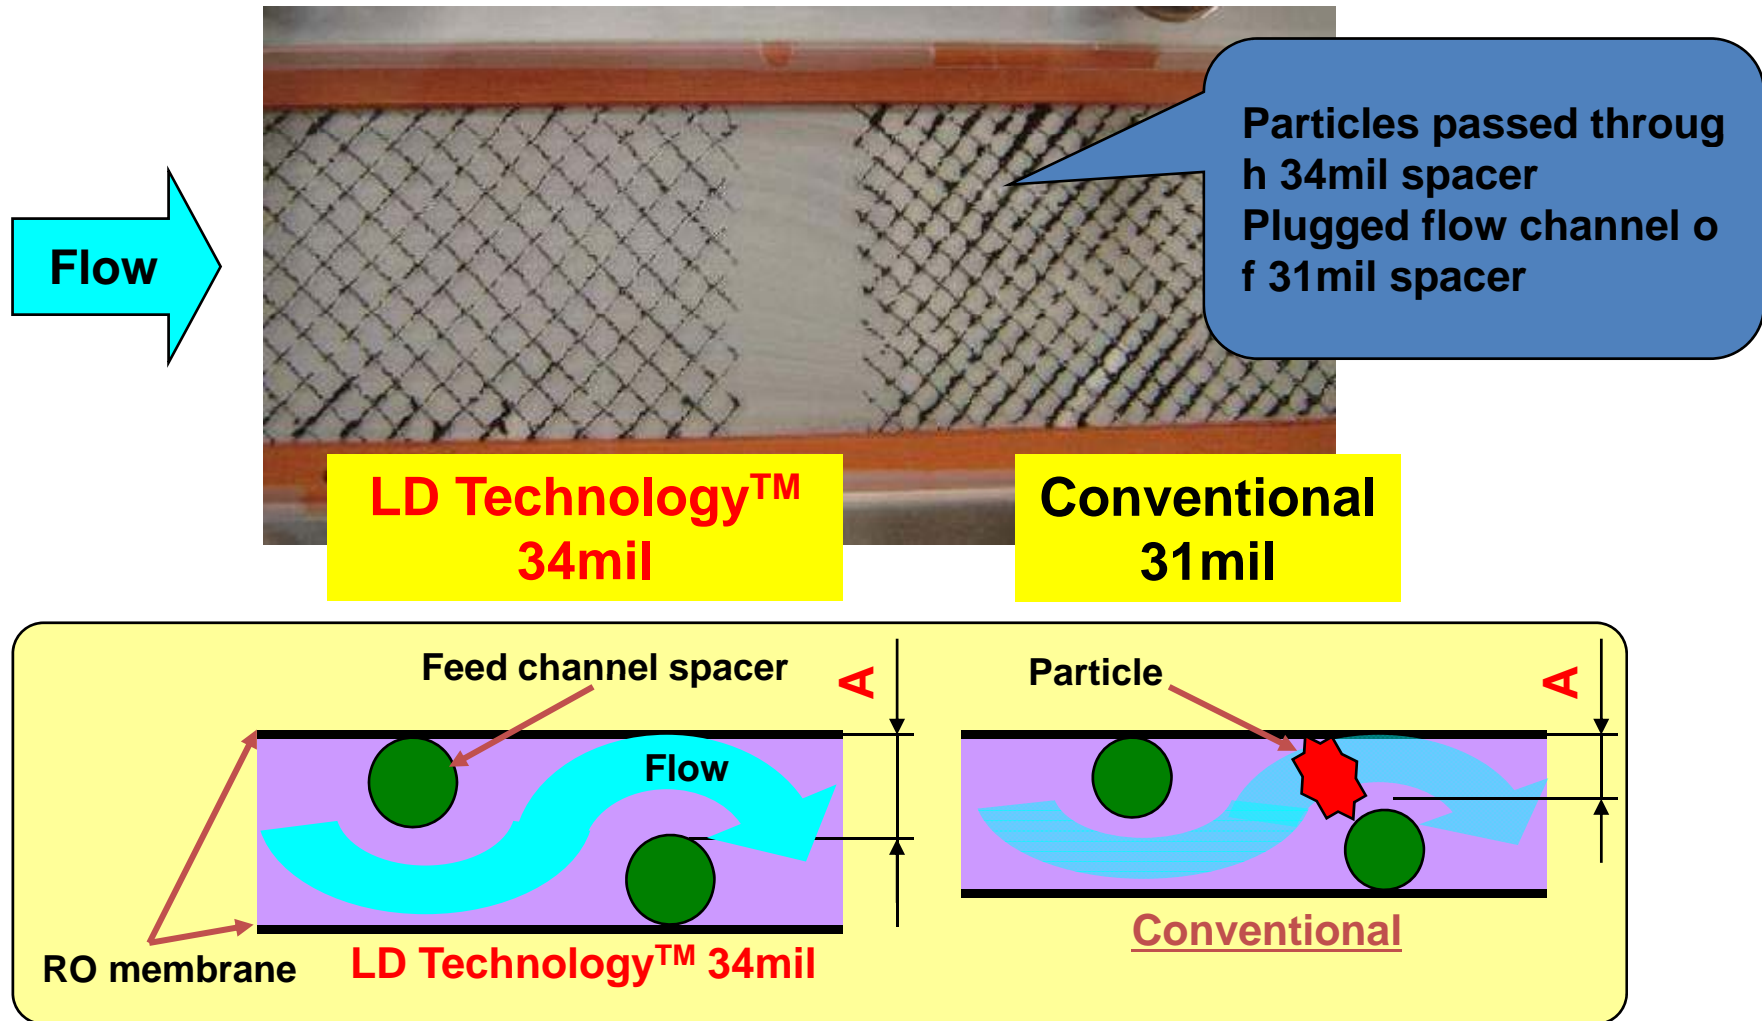 Particles passed throug
h 34mil spacer
Plugged flow channel o
f 31mil spacer
Flow
LD Technology™
34mil
Conventional
31mil
Feed channel spacer
A
Particle
A
Flow
RO membrane
LD Technology™ 34mil
Conventional